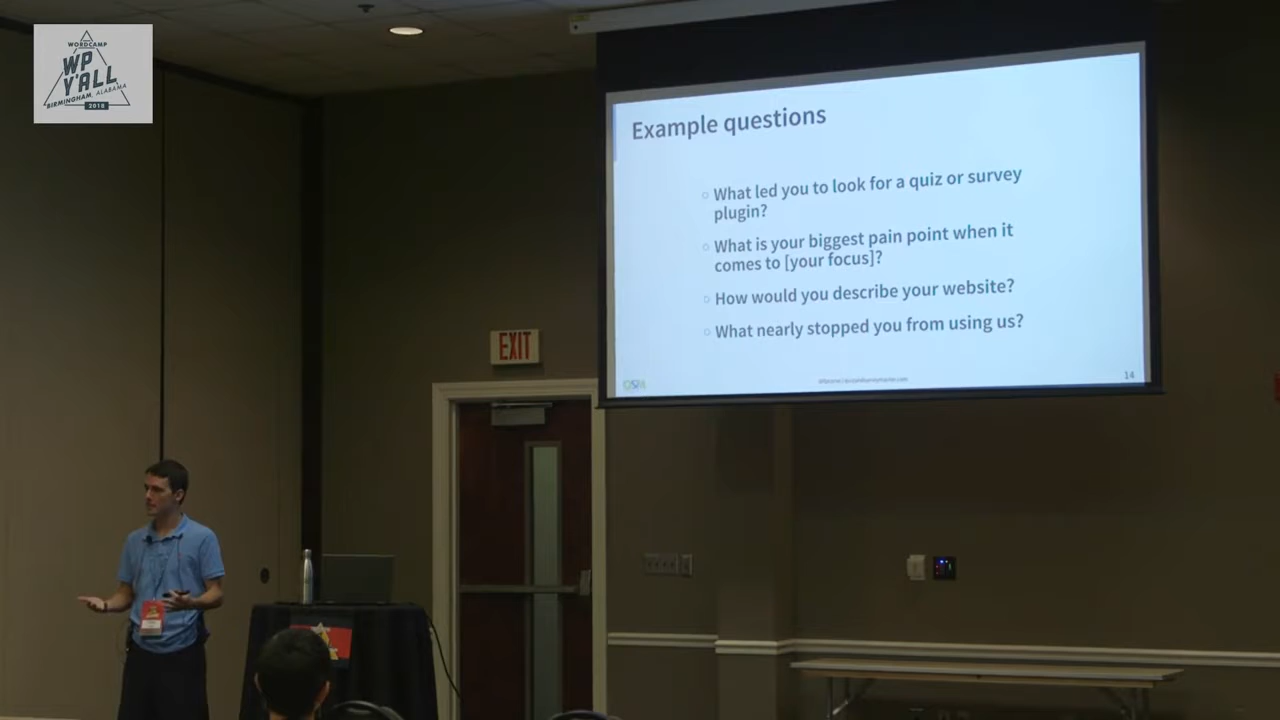 WORDCAMP
WP
Y'ALL
BIRMINGHAM, ALABAMA
2018
Example questions
What led you to look for a quiz or survey
plugin?
What is your biggest pain point when it
comes to [your focus]?
How would you describe your website?
What nearly stopped you from using us?
QSM
14
EXIT